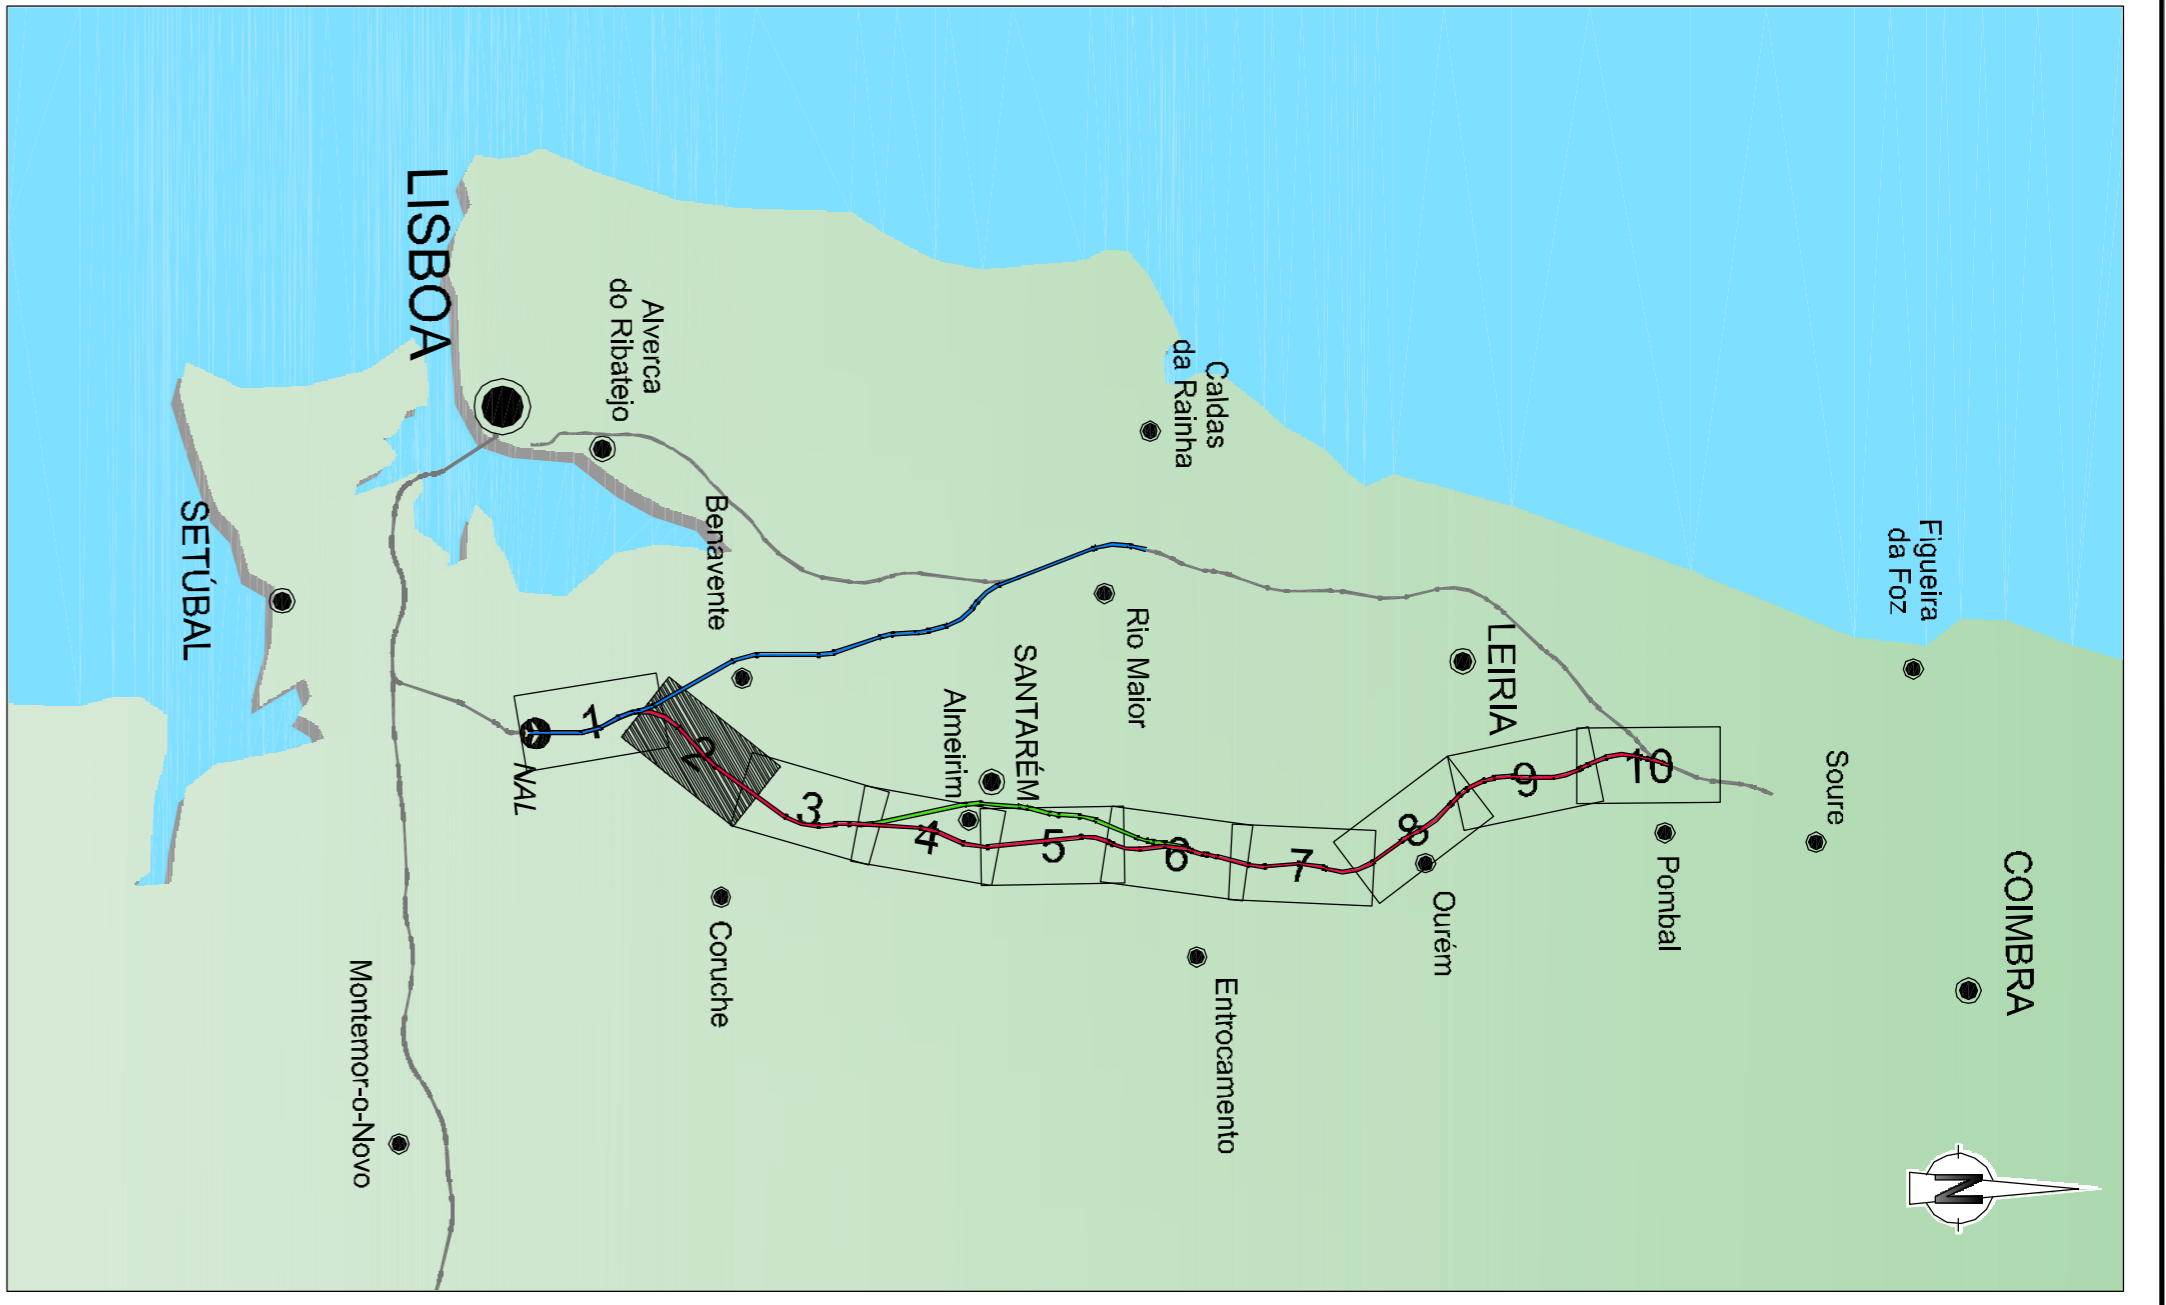 LISBOA
Alverca
do Ribatejo
Caldas
da Rainha
Figueira
da Foz
SETÚBAL
Benavente
Rio Maior
SANTARÉM
LEIRIA
Almeirim
NAL
Soure
Pombal
COIMBRA
Ourém
Coruche
Entrocamento
Montemor-o-Novo
1
2
3
4
5
6
7
8
9
10
N